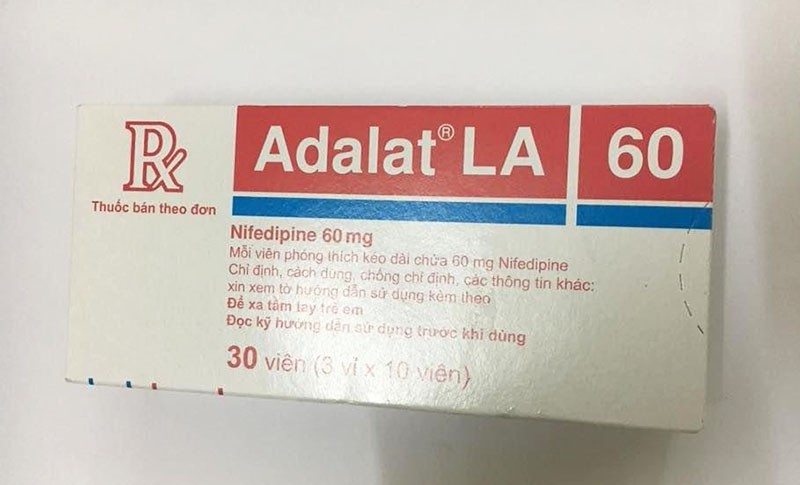 Rx
Thuốc bán theo đơn
Adalat® LA 60
Nifedipine 60 mg
Mỗi viên phóng thích kéo dài chứa 60 mg Nifedipine
Chỉ định, cách dùng, chống chỉ định, các thông tin khác:
xin xem tờ hướng dẫn sử dụng kèm theo
Để xa tầm tay trẻ em
Đọc kỹ hướng dẫn sử dụng trước khi dùng
30 viên (3 vỉ x 10 viên)